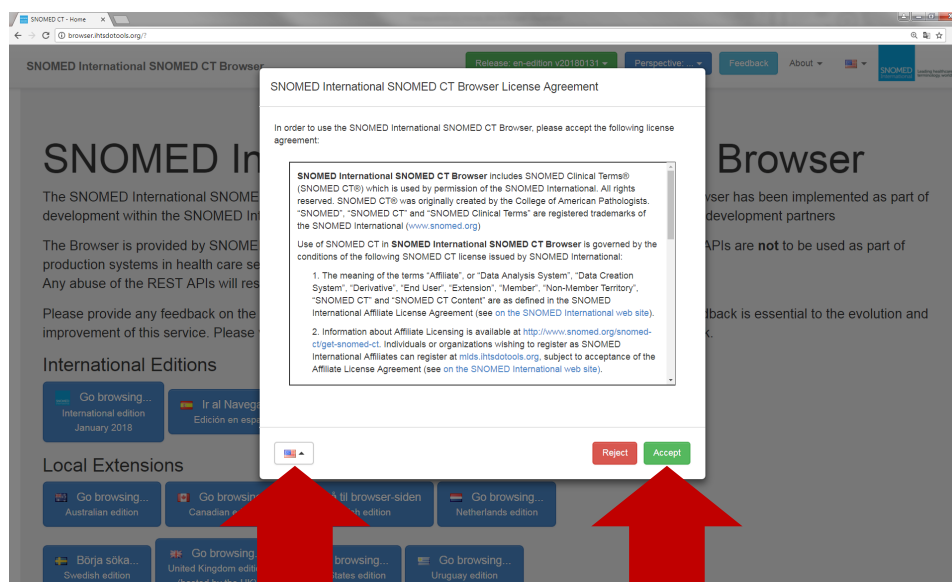 SNOMED CT - Home
browser.ihtsdotools.org/?
SNOMED International SNOMED CT Browser
Release: en-edition v20180131
Perspective: ...
Feedback
About
SNOMED
International
SNOMED International SNOMED CT Browser License Agreement
In order to use the SNOMED International SNOMED CT Browser, please accept the following license
agreement:
SNOMED International SNOMED CT Browser includes SNOMED Clinical Terms®
(SNOMED CT®) which is used by permission of the SNOMED International. All rights
reserved. SNOMED CT® was originally created by the College of American Pathologists.
“SNOMED”, “SNOMED CT” and “SNOMED Clinical Terms” are registered trademarks of
the SNOMED International (www.snomed.org)
Use of SNOMED CT in SNOMED International SNOMED CT Browser is governed by the
conditions of the following SNOMED CT license issued by SNOMED International:
1. The meaning of the terms “Affiliate”, or “Data Analysis System”, “Data Creation
System”, “Derivative”, “End User”, “Extension”, “Member”, “Non-Member Territory”,
“SNOMED CT” and “SNOMED CT Content” are as defined in the SNOMED
International Affiliate License Agreement (see on the SNOMED International web site).
2. Information about Affiliate Licensing is available at http://www.snomed.org/snomed-
ct/get-snomed-ct. Individuals or organizations wishing to register as SNOMED
International Affiliates can register at mlds.ihtsdotools.org, subject to acceptance of the
Affiliate License Agreement (see on the SNOMED International web site).
Reject
Accept
SNOMED In Browser
The SNOMED International SNOME wser has been implemented as part of
development within the SNOMED Int development partners
The Browser is provided by SNOME APIs are not to be used as part of
production systems in health care se
Any abuse of the REST APIs will res
Please provide any feedback on the dback is essential to the evolution and
improvement of this service. Please k.
International Editions
Go browsing...
International edition
January 2018
Ir al Navega
Edición en espa
Local Extensions
Go browsing...
Australian edition
Go browsing
Canadian e
til browser-siden
h edition
Go browsing...
Netherlands edition
Börja söka...
Swedish edition
Go browsing.
United Kingdom editi
(hosted by the UK)
browsing...
States edition
Go browsing...
Uruguay edition